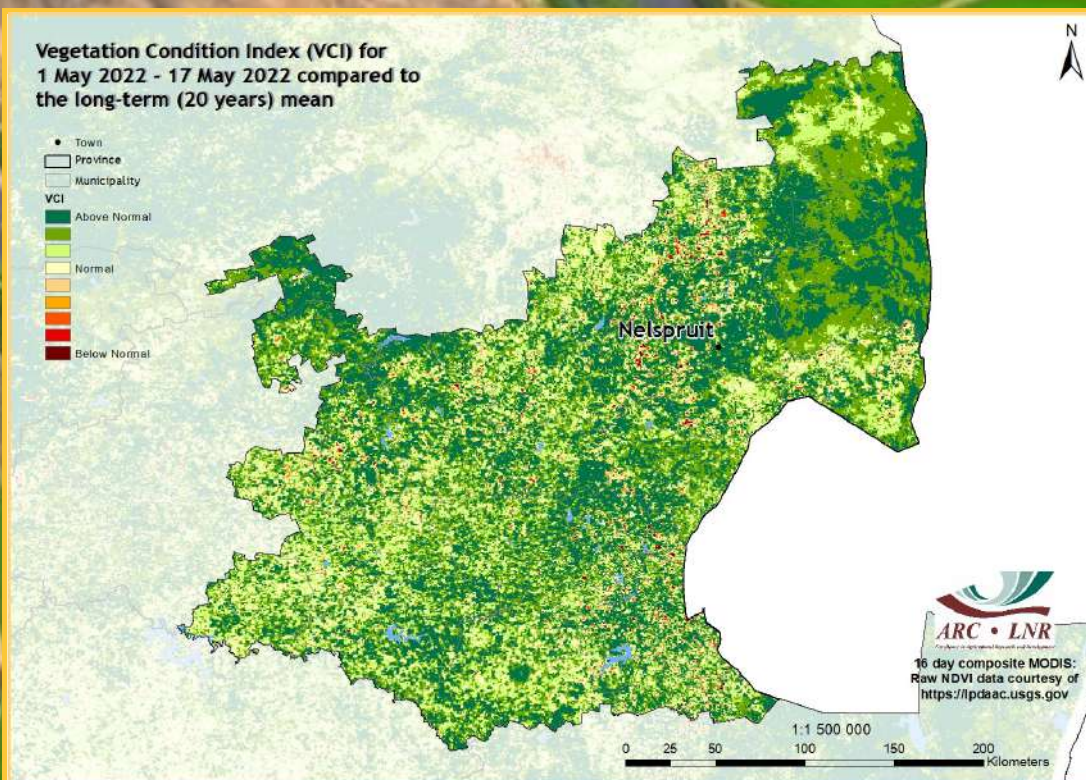 Vegetation Condition Index (VCI) for
1 May 2022 - 17 May 2022 compared to
the long-term (20 years) mean
N
Town
Province
Municipality
VCI
Above Normal
Normal
Below Normal
Nelspruit
ARC • LNR
16 day composite MODIS:
Raw NDVI data courtesy of
https://lpdaac.usgs.gov
1:1 500 000
0 25 50 100 150 200
Kilometers